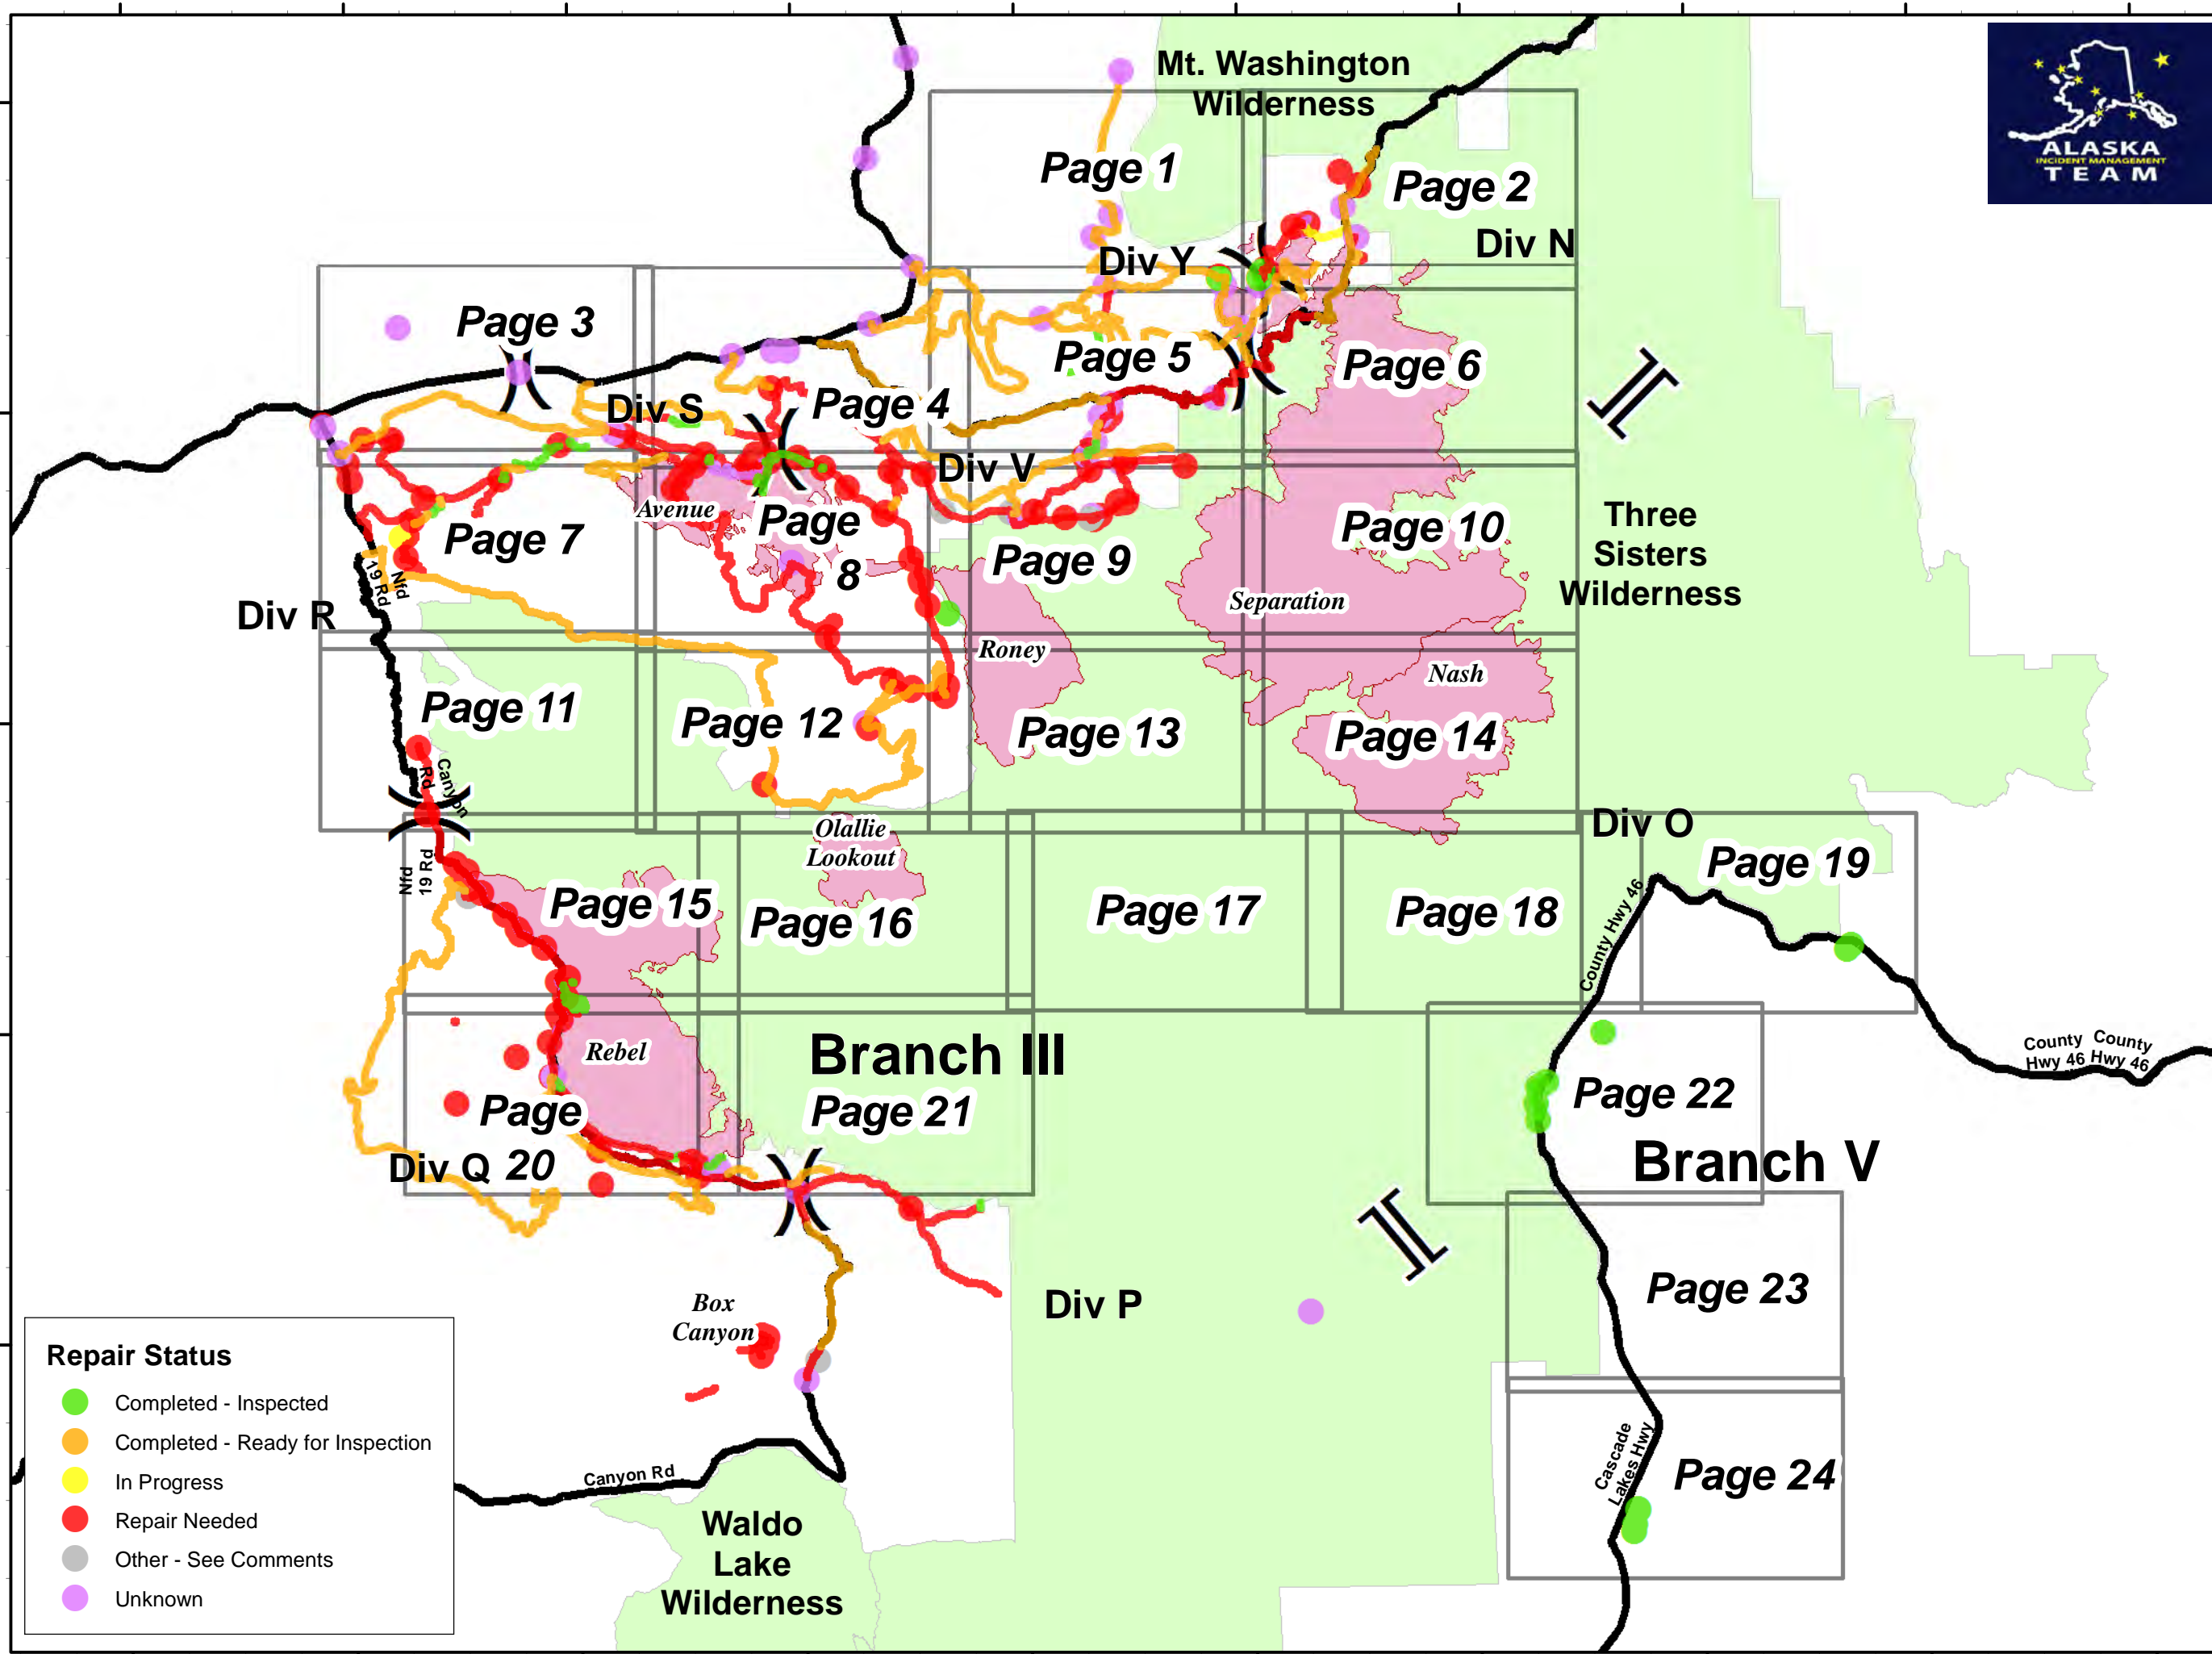 Mt. Washington
Wilderness
ALASKA
INCIDENT MANAGEMENT
TEAM
Page 1
Page 2
Div Y
Div N
Page 3
Page 4
Page 5
Page 6
Div S
Div V
Avenue
Page
8
Page 7
Page 9
Page 10
Three
Sisters
Wilderness
19 Rd
Nfd
Div R
Separation
Roney
Nash
Page 11
Page 12
Page 13
Page 14
Canyon
Rd
Olallie
Lookout
Div O
Nfd
19 Rd
Page 15
Page 16
Page 17
Page 18
Page 19
County Hwy 46
Rebel
Branch III
County
Hwy 46
County
Hwy 46
Page
20
Page 21
Page 22
Div Q
Branch V
Box
Canyon
Div P
Page 23
Canyon Rd
Cascade
Lakes Hwy
Page 24
Waldo
Lake
Wilderness
Repair Status
Completed - Inspected
Completed - Ready for Inspection
In Progress
Repair Needed
Other - See Comments
Unknown